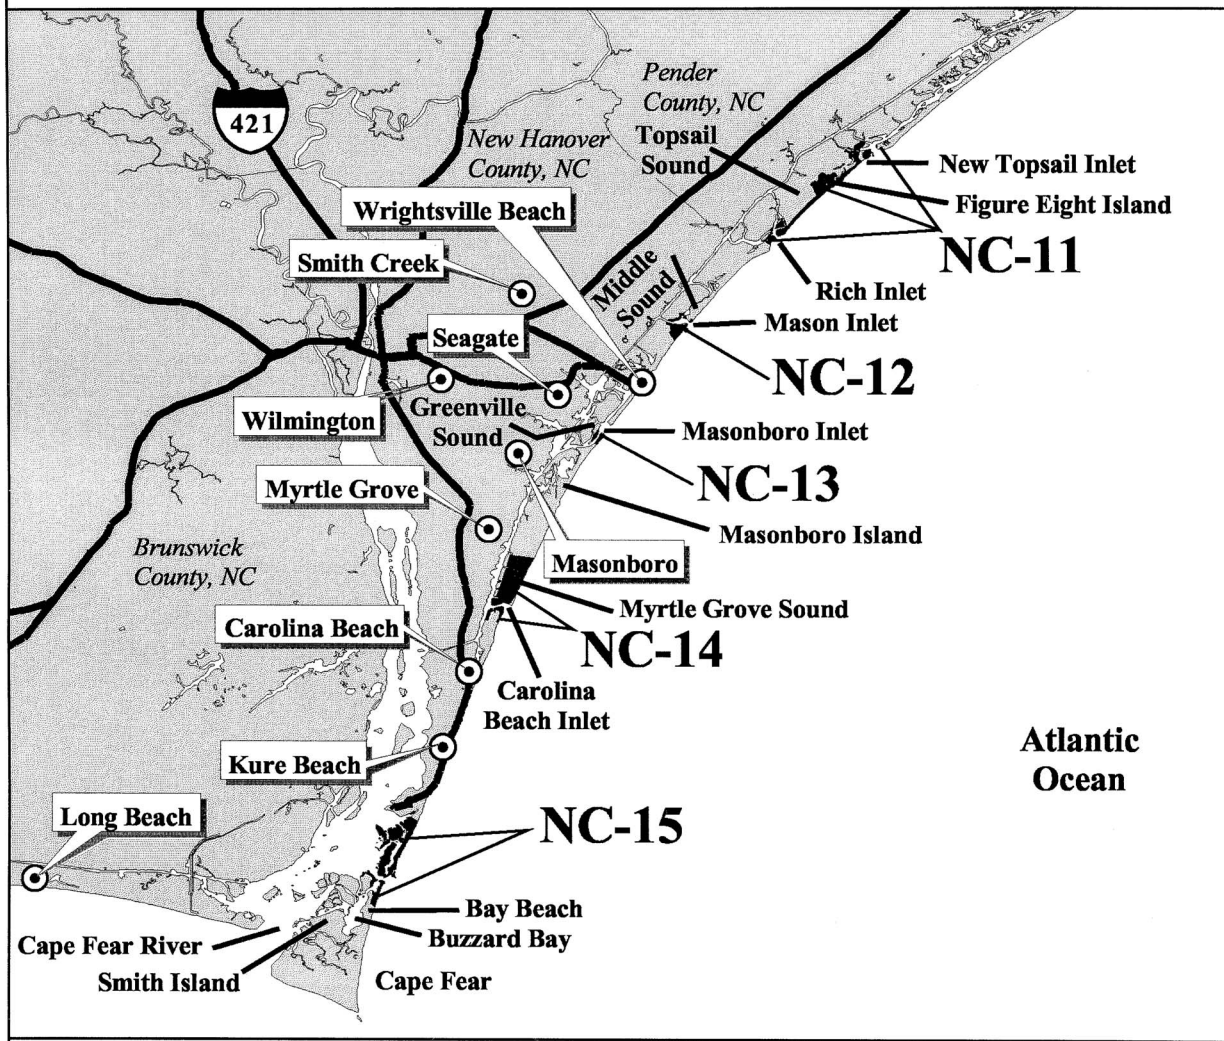 Pender
County, NC
421
New Hanover
County, NC
Topsail
Sound
New Topsail Inlet
Figure Eight Island
NC-11
Wrightsville Beach
Smith Creek
Middle
Sound
Rich Inlet
Mason Inlet
Seagate
NC-12
Wilmington
Greenville
Sound
Masonboro Inlet
NC-13
Myrtle Grove
Masonboro Island
Brunswick
County, NC
Masonboro
Myrtle Grove Sound
Carolina Beach
NC-14
Carolina
Beach Inlet
Kure Beach
Atlantic
Ocean
Long Beach
NC-15
Bay Beach
Buzzard Bay
Cape Fear River
Smith Island
Cape Fear